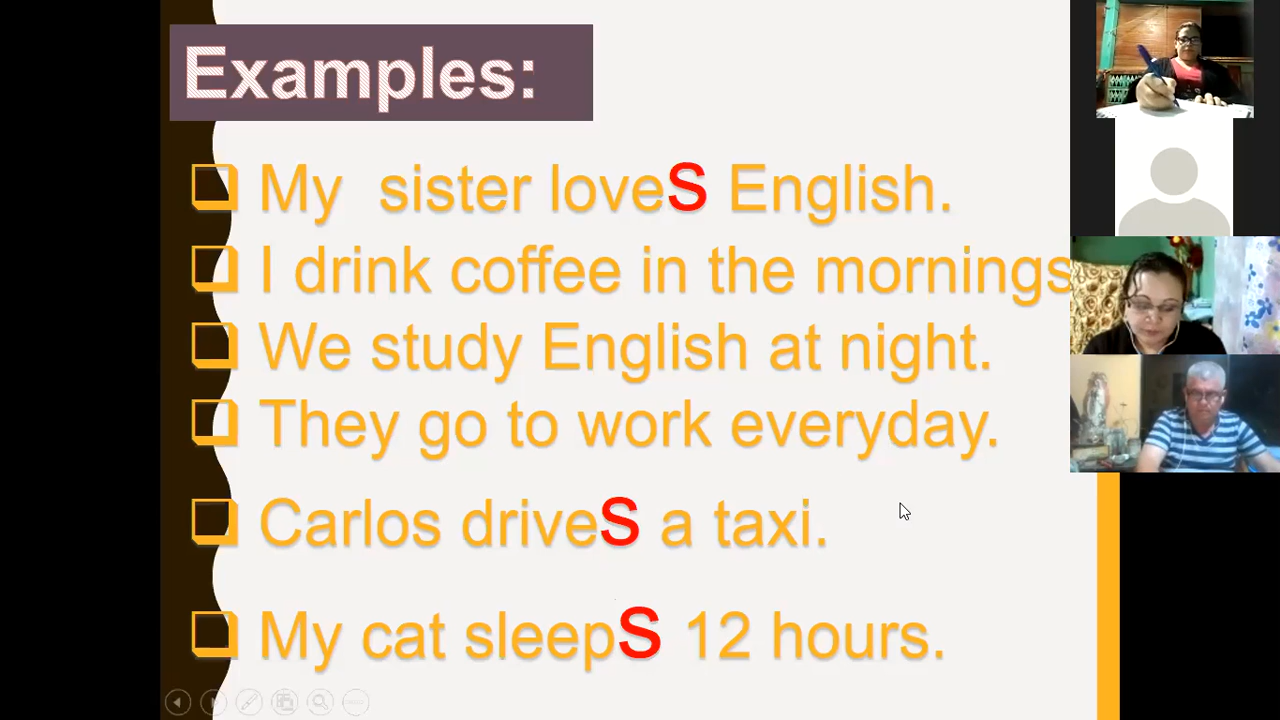 Examples:
My sister loveS English.
I drink coffee in the mornings
We study English at night.
They go to work everyday.
Carlos driveS a taxi.
My cat sleepS 12 hours.